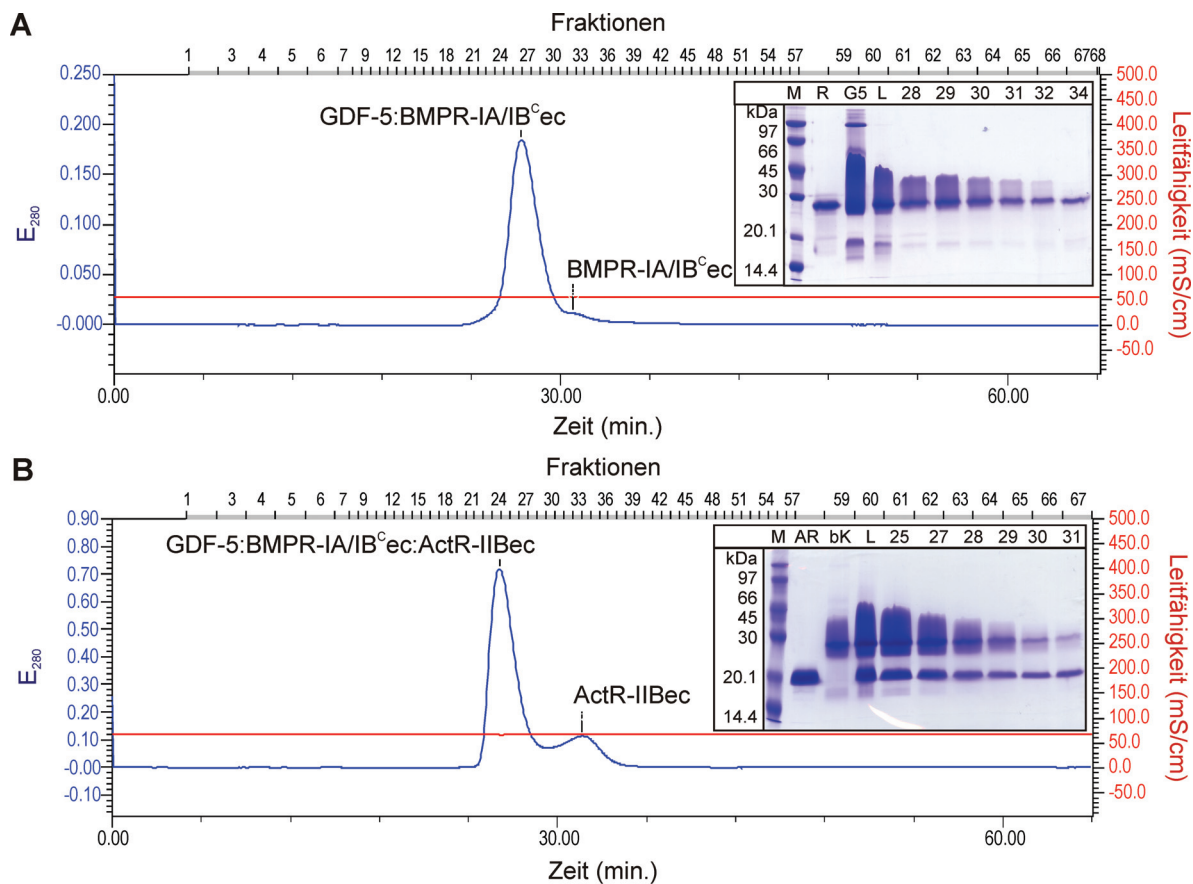 A
Fraktionen
1 3 4 5 6 7 8 9 12 15 18 21 24 27 30 33 36 39 42 45 48 51 54 57 59 60 61 62 63 64 65 66 67 68
0.250
0.200
0.150
0.100
0.050
-0.000
E280
GDF-5:BMPR-IA/IBCec
BMPR-IA/IBCec
M R G5 L 28 29 30 31 32 34
kDa
97
66
45
30
20.1
14.4
500.0
450.0
400.0
350.0
300.0
250.0
200.0
150.0
100.0
50.0
0.0
-50.0
Leitfähigkeit (mS/cm)
0.00 30.00 60.00
Zeit (min.)
B
Fraktionen
1 3 4 5 6 7 9 12 15 18 21 24 27 30 33 36 39 42 45 48 51 54 57 59 60 61 62 63 64 65 66 67
0.90
0.80
0.70
0.60
0.50
0.40
0.30
0.20
0.10
-0.00
-0.10
E280
GDF-5:BMPR-IA/IBCec:ActR-IIBec
ActR-IIBec
M AR bK L 25 27 28 29 30 31
kDa
97
66
45
30
20.1
14.4
500.0
450.0
400.0
350.0
300.0
250.0
200.0
150.0
100.0
50.0
0.0
-50.0
Leitfähigkeit (mS/cm)
0.00 30.00 60.00
Zeit (min.)